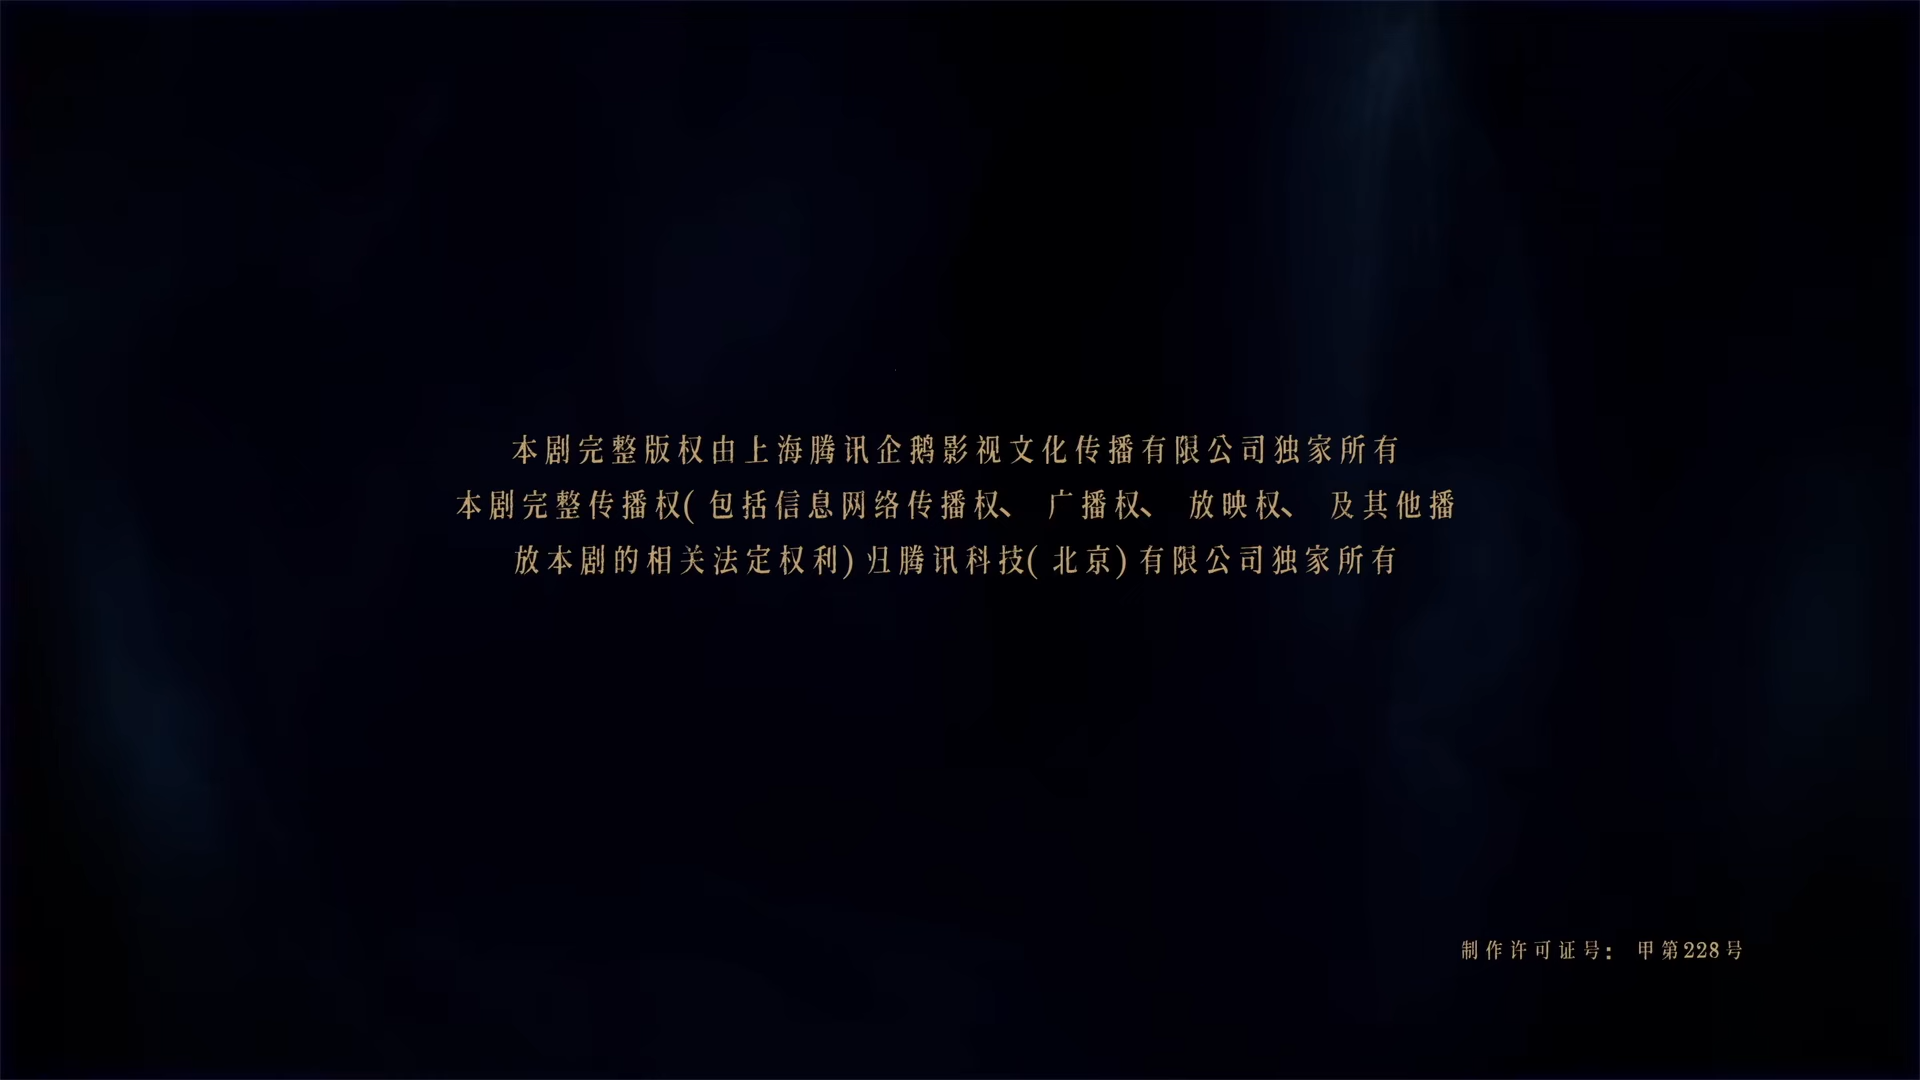 本剧完整版权由上海腾讯企鹅影视文化传播有限公司独家所有
本剧完整传播权(包括信息网络传播权、广播权、放映权、及其他播
放本剧的相关法定权利)归腾讯科技(北京)有限公司独家所有
制作许可证号: 甲第228号